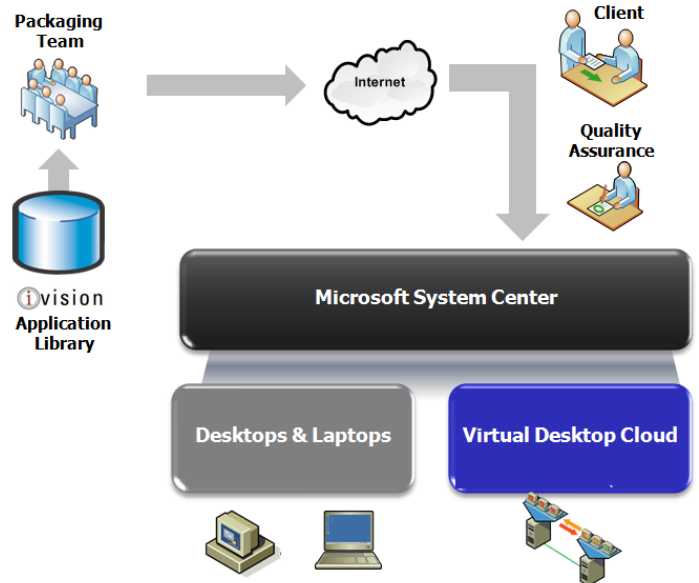 Packaging
Team
Internet
Client
Quality
Assurance
ivision
Application
Library
Microsoft System Center
Desktops & Laptops
Virtual Desktop Cloud